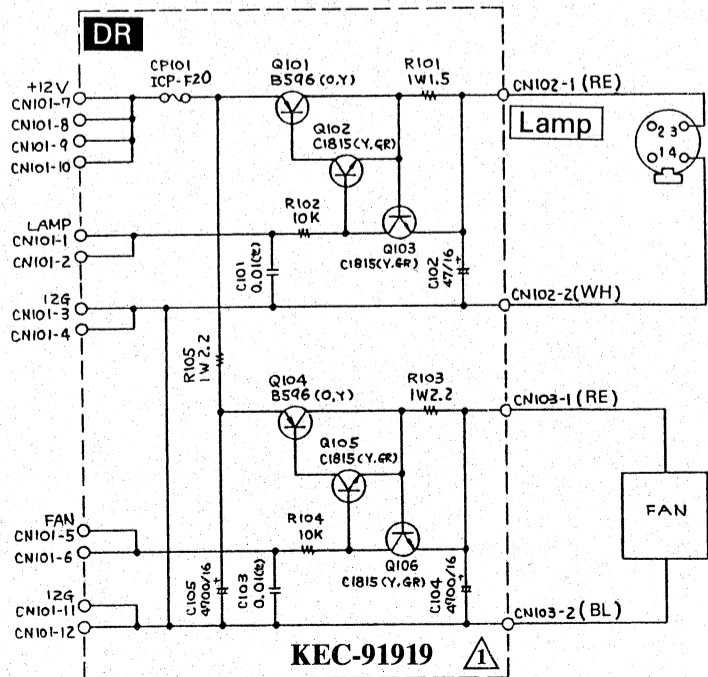 DR
CP101
ICP-F20
Q101
B596 (O,Y)
R101
1W1.5
+12V
CN101-7
CN101-8
CN101-9
CN101-10
CN102-1 (RE)
Lamp
2 3
1 4
Q102
C1815(Y,GR)
R102
10K
LAMP
CN101-1
CN101-2
C101
0.01(B)
Q103
C1815(Y,GR)
C102
47/16
+
12G
CN101-3
CN101-4
CN102-2(WH)
R105
1W2.2
Q104
B596 (O,Y)
R103
1W2.2
CN103-1 (RE)
Q105
C1815(Y,GR)
FAN
FAN
CN101-5
CN101-6
R104
10K
Q106
C1815(Y,GR)
C105
4700/16
+
C103
C104
4700/16
+
12G
CN101-11
CN101-12
CN103-2 (BL)
KEC-91919
1